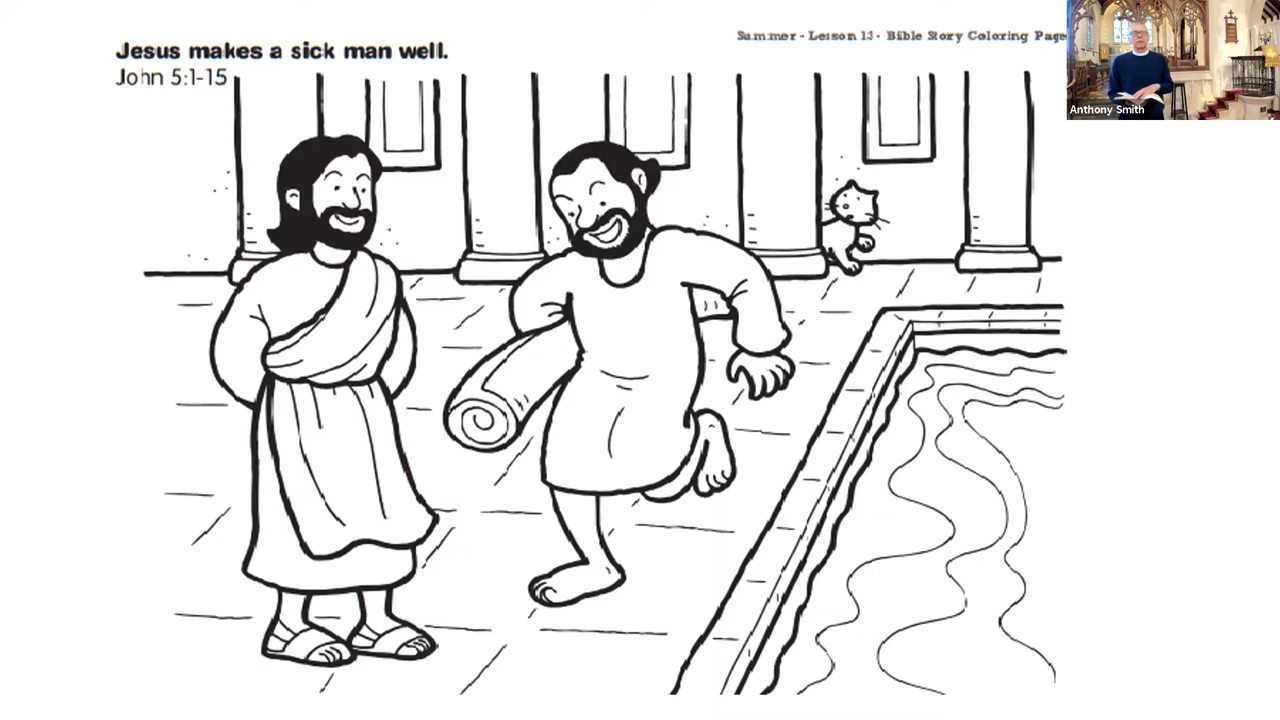 Jesus makes a sick man well.
John 5:1-15
Summer - Lesson 13 · Bible Story Coloring Page
Anthony Smith